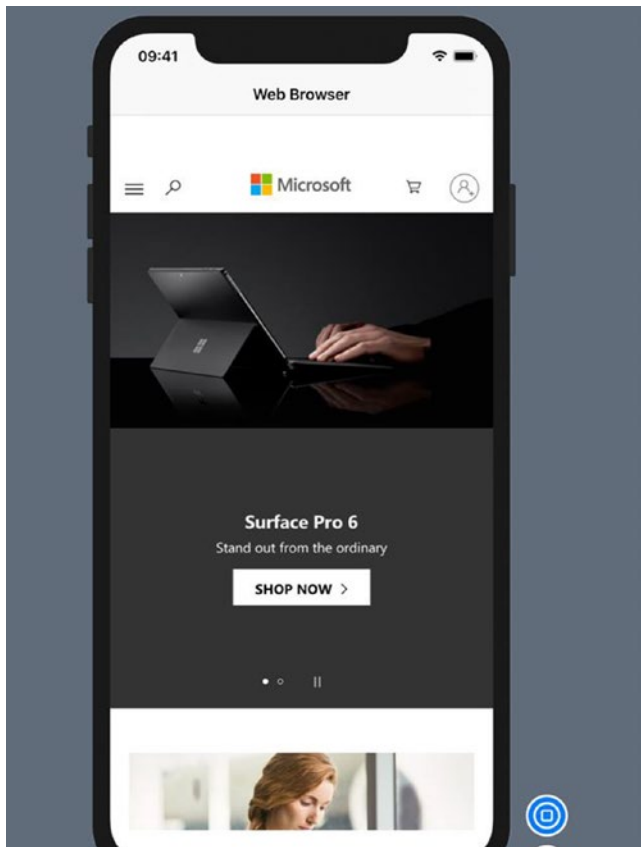 09:41
Web Browser
Microsoft
Surface Pro 6
Stand out from the ordinary
SHOP NOW >